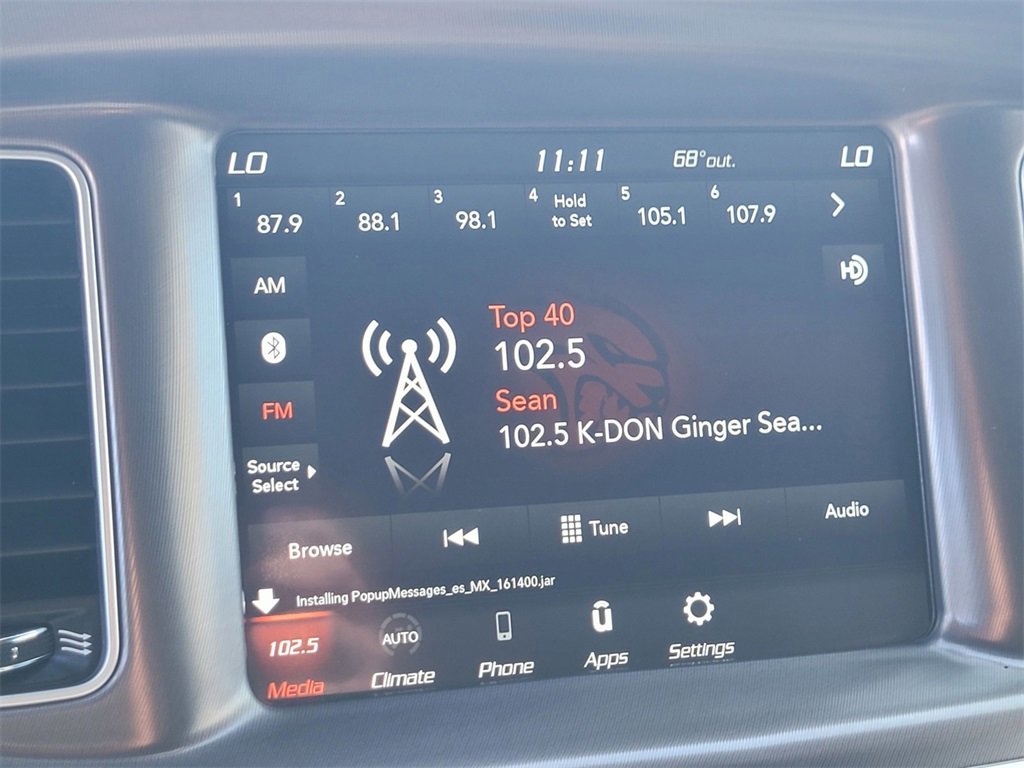 LO 11:11 68°out. LO
1 87.9 2 88.1 3 98.1 4 Hold to Set 5 105.1 6 107.9
AM
HD
FM
Source
Select
Top 40
102.5
Sean
102.5 K-DON Ginger Sea...
Browse Tune Audio
Installing PopupMessages_es_MX_161400.jar
102.5 AUTO
Media Climate Phone Apps Settings